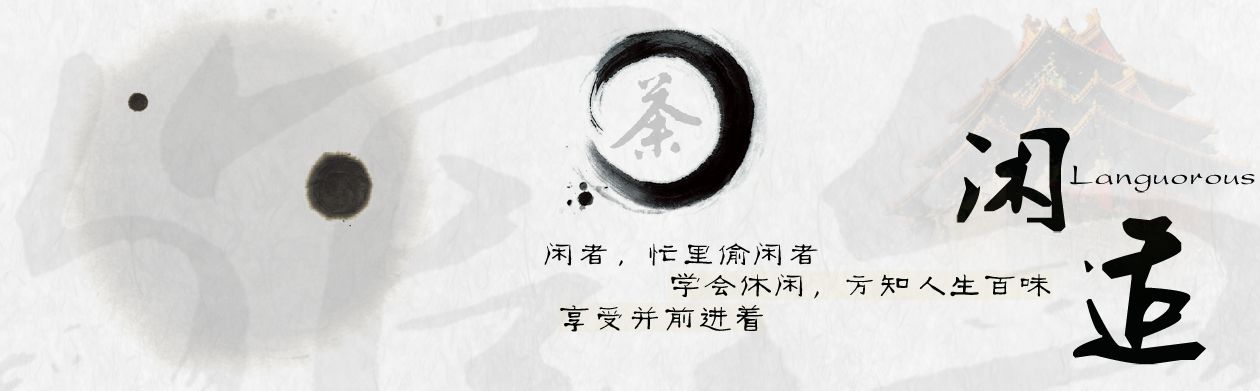 茶
闲者，忙里偷闲者
学会休闲，方知人生百味
享受并前进着
闲适
Languorous